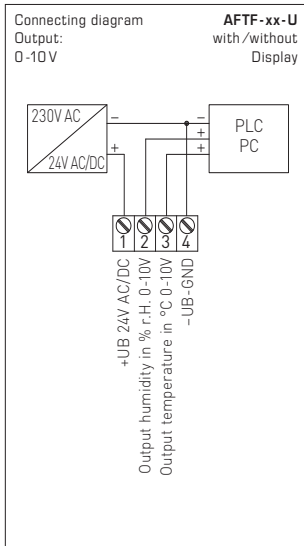 Connecting diagram
Output:
0-10 V
AFTF-xx-U
with/without
Display
230V AC
24V AC/DC
–
+
–
+
+
PLC
PC
1
2
3
4
+UB 24V AC/DC
Output humidity in % r.H. 0-10V
Output temperature in °C 0-10V
–UB-GND